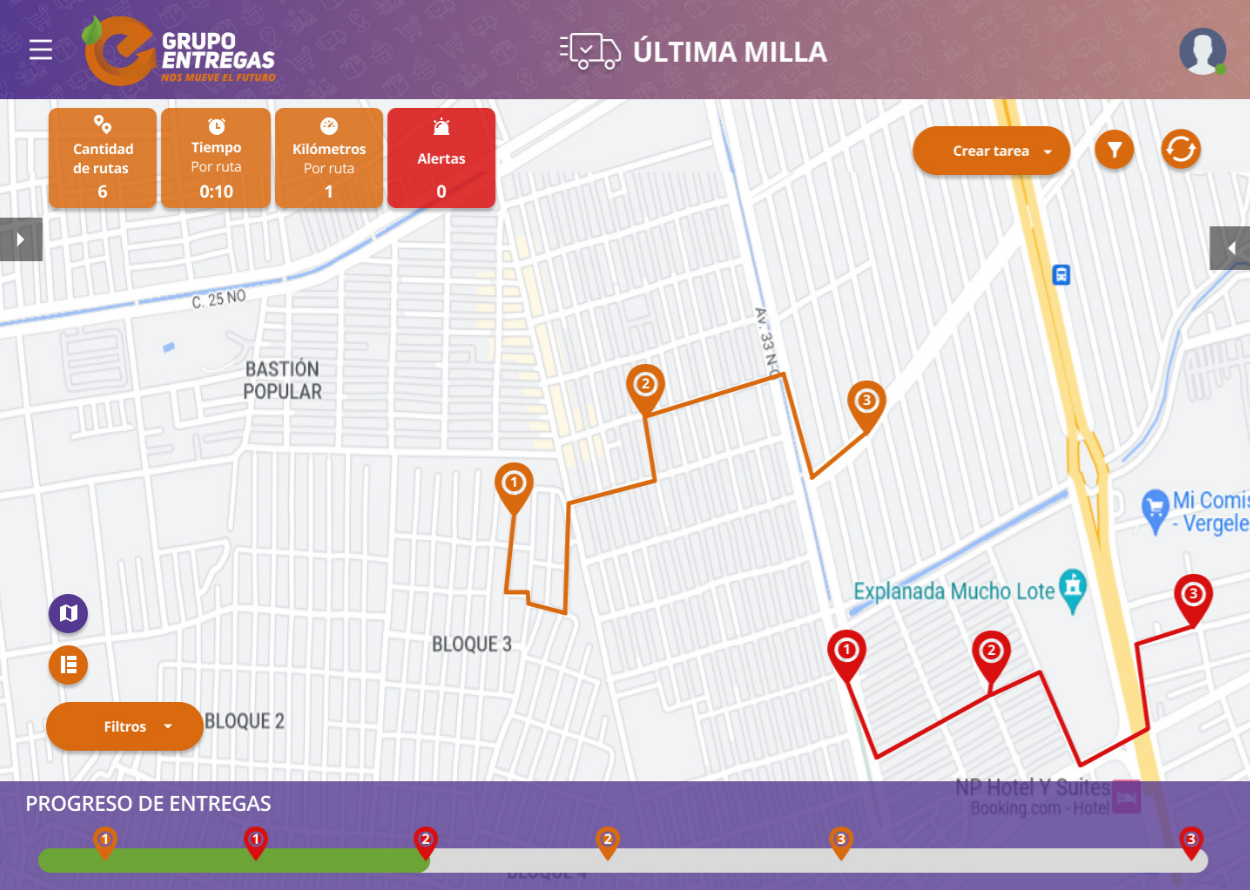 GRUPO
ENTREGAS
NOS MUEVE EL FUTURO
ÚLTIMA MILLA
Cantidad
de rutas
6
Tiempo
Por ruta
0:10
Kilómetros
Por ruta
1
Alertas
0
Crear tarea
C. 25 NO
Av. 33 N-O
BASTIÓN
POPULAR
2
3
1
Mi Comis
- Vergele
Explanada Mucho Lote
3
BLOQUE 3
1
2
Filtros
BLOQUE 2
NP Hotel Y Suites
Booking.com - Hotel
PROGRESO DE ENTREGAS
1
1
2
2
3
3
BLOQUE 4